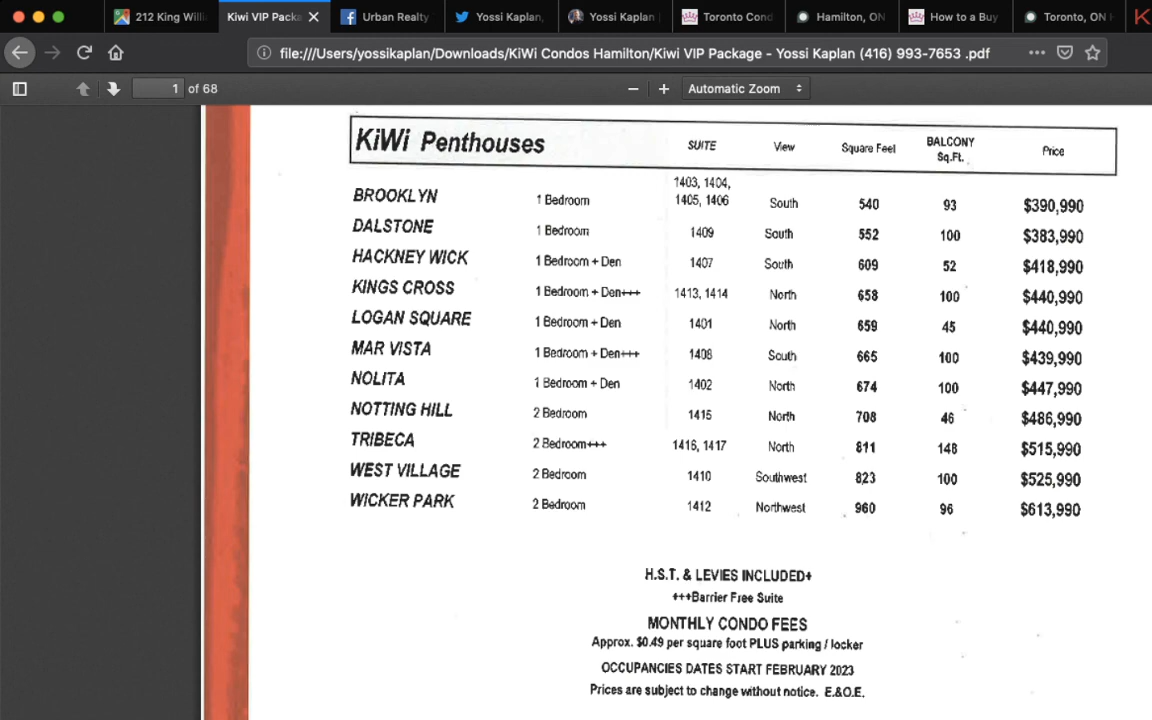 212 King Willi
Kiwi VIP Packa
Urban Realty
Yossi Kaplan,
Yossi Kaplan |
Toronto Cond
Hamilton, ON
How to a Buy
Toronto, ON
file:///Users/yossikaplan/Downloads/KiWi Condos Hamilton/Kiwi VIP Package - Yossi Kaplan (416) 993-7653 .pdf
1 of 68
Automatic Zoom
KiWi Penthouses SUITE View Square Feet BALCONY Sq.Ft. Price
BROOKLYN 1 Bedroom 1403, 1404, 1405, 1406 South 540 93 $390,990
DALSTONE 1 Bedroom 1409 South 552 100 $383,990
HACKNEY WICK 1 Bedroom + Den 1407 South 609 52 $418,990
KINGS CROSS 1 Bedroom + Den+++ 1413, 1414 North 658 100 $440,990
LOGAN SQUARE 1 Bedroom + Den 1401 North 659 45 $440,990
MAR VISTA 1 Bedroom + Den+++ 1408 South 665 100 $439,990
NOLITA 1 Bedroom + Den 1402 North 674 100 $447,990
NOTTING HILL 2 Bedroom 1415 North 708 46 $486,990
TRIBECA 2 Bedroom+++ 1416, 1417 North 811 148 $515,990
WEST VILLAGE 2 Bedroom 1410 Southwest 823 100 $525,990
WICKER PARK 2 Bedroom 1412 Northwest 960 96 $613,990
H.S.T. & LEVIES INCLUDED+
+++Barrier Free Suite
MONTHLY CONDO FEES
Approx. $0.49 per square foot PLUS parking / locker
OCCUPANCIES DATES START FEBRUARY 2023
Prices are subject to change without notice. E.&O.E.